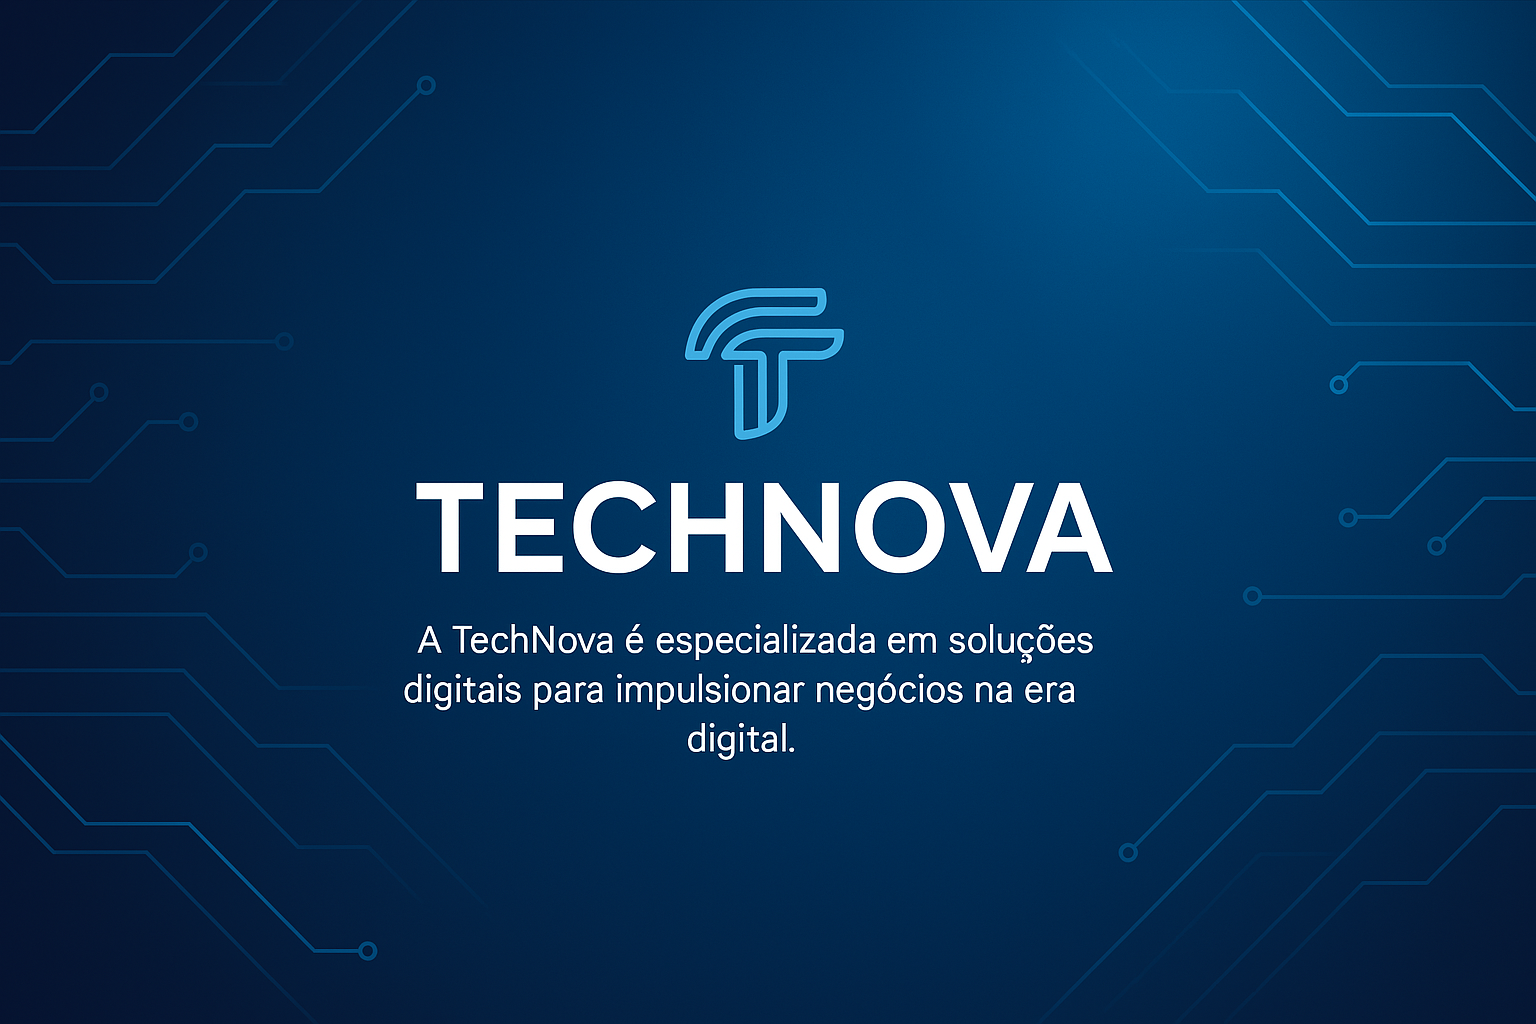 TECHNOVA
A TechNova é especializada em soluções
digitais para impulsionar negócios na era
digital.